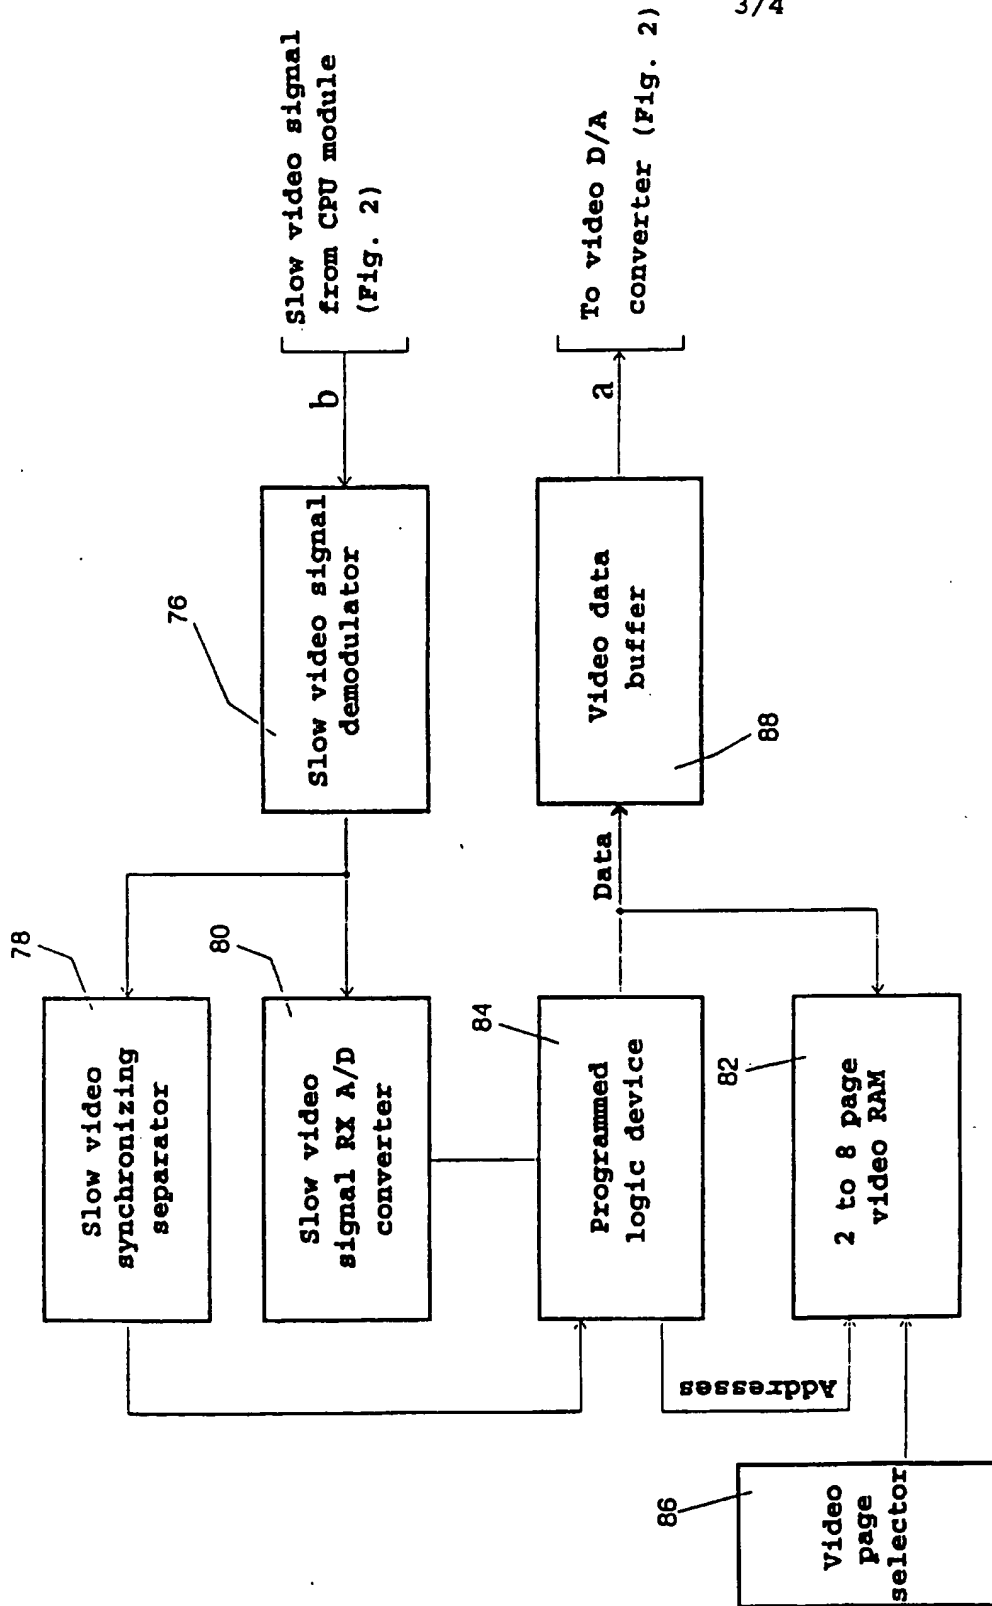 3/4
Slow video signal
from CPU module
(Fig. 2)
b
To video D/A
converter (Fig. 2)
a
76
Slow video signal
demodulator
Video data
buffer
88
Data
78
Slow video
synchronizing
separator
80
Slow video
signal RX A/D
converter
84
Programmed
logic device
82
2 to 8 page
video RAM
Addresses
86
Video
page
selector